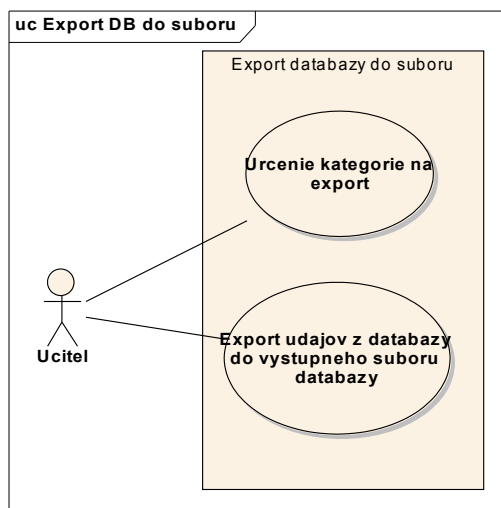 uc Export DB do suboru
Export databazy do suboru
Urcenie kategorie na
export
Ucitel
Export udajov z databazy
do vystupneho suboru
databazy